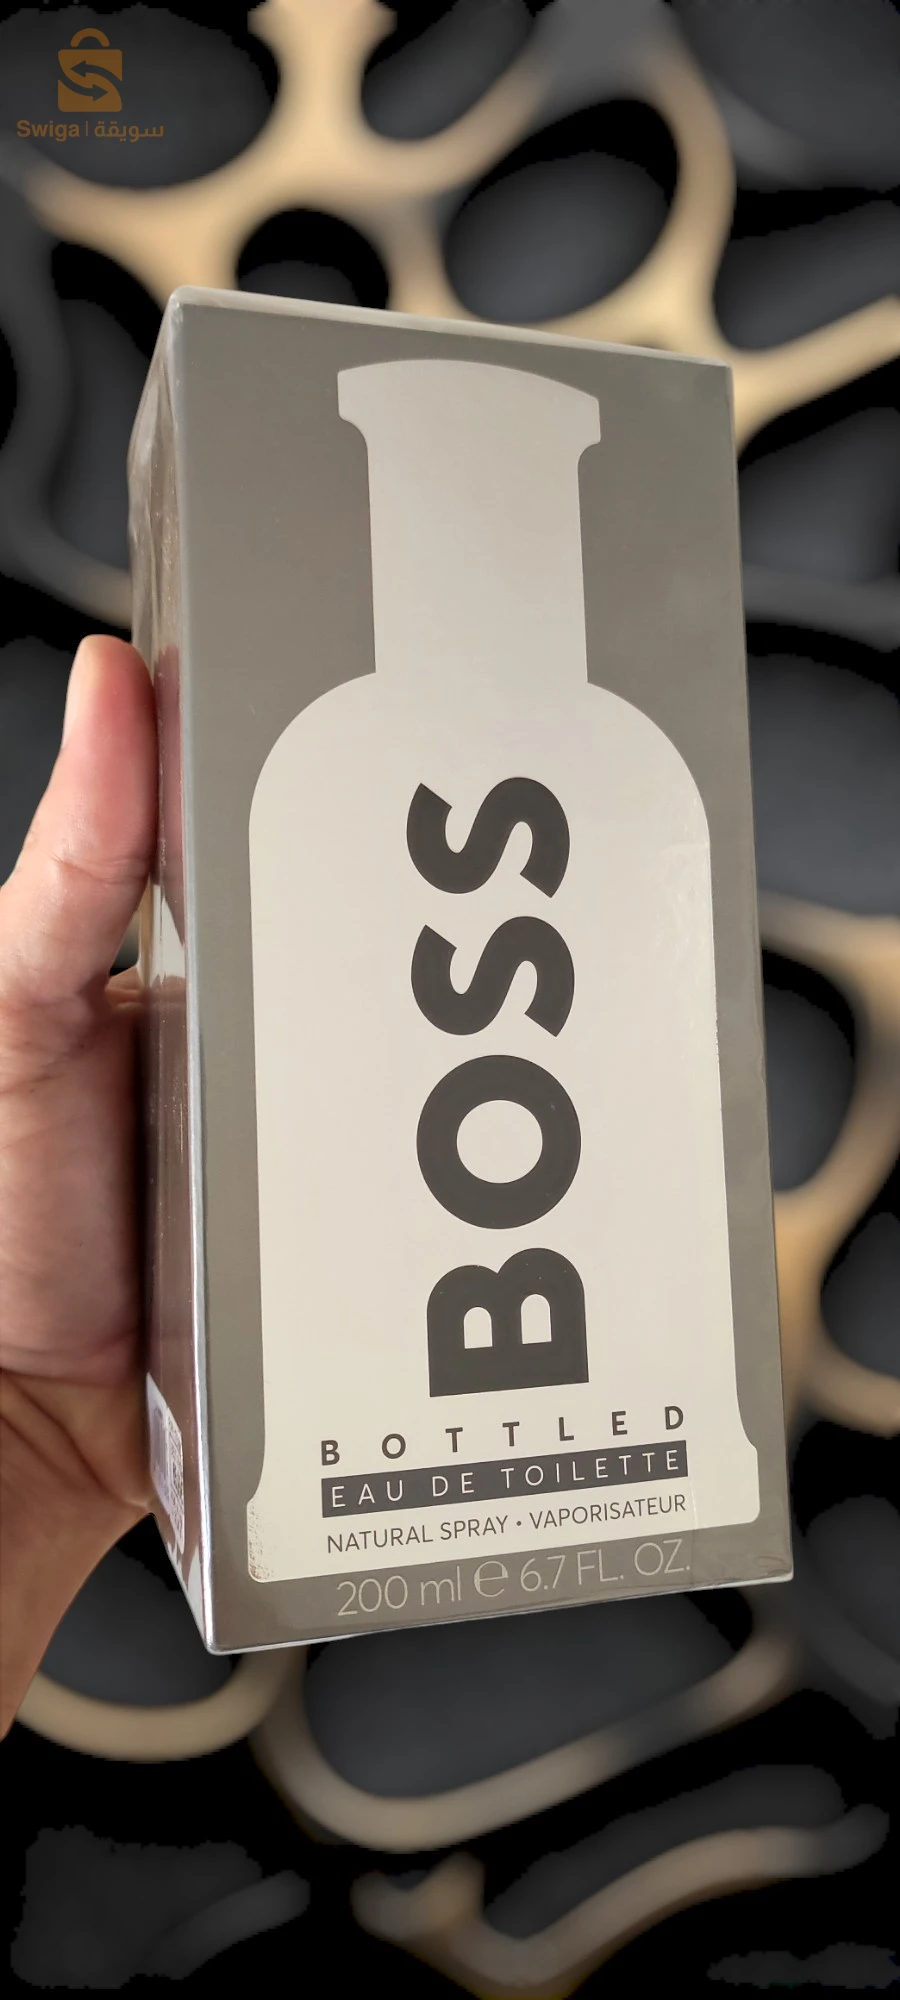 Swiga | سويقة
BOSS
BOTTLED
EAU DE TOILETTE
NATURAL SPRAY • VAPORISATEUR
200 ml ℮ 6.7 FL. OZ.